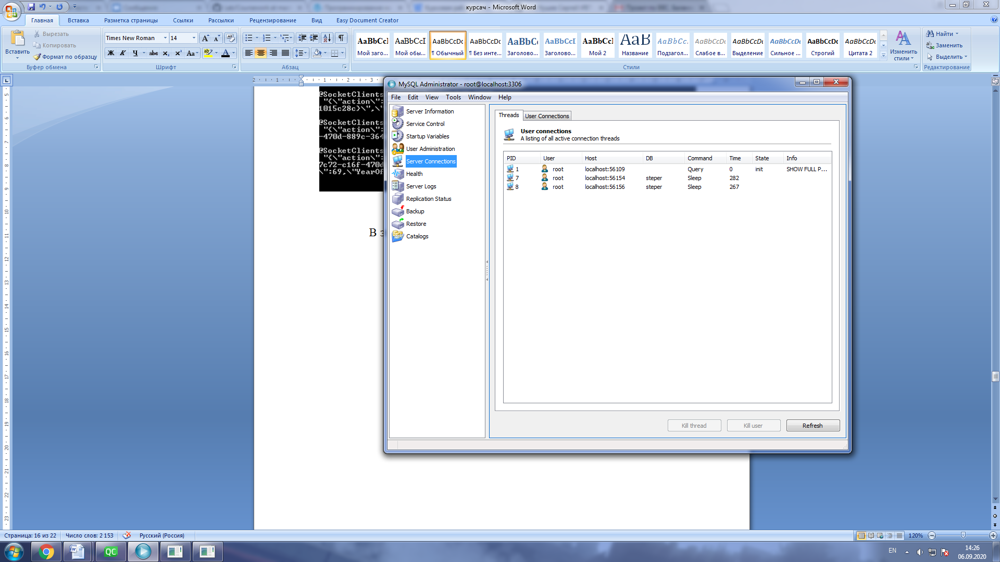 курсач - Microsoft Word
Главная Вставка Разметка страницы Ссылки Рассылки Рецензирование Вид Easy Document Creator
Вставить
Вырезать
Копировать
Формат по образцу
Буфер обмена
Times New Roman 14
Ж К Ч abc x₂ x² Aa
Шрифт
Абзац
AaBbCcI AaBbCcI AaBbCcDc AaBbCcDc AaBbCc AaBbCcI AaBbCcI AaB AaBbCc. AaBbCcDc AaBbCcDc AaBbCcDc AaBbCcDc AaBbCcDc
Мой заго... Мой обы... ¶ Обычный ¶ Без инте... Заголово... Заголово... Мой 2 Название Подзагол... Слабое в... Выделение Сильное ... Строгий Цитата 2
Стили
Изменить стили
Найти
Заменить
Выделить
Редактирование
@SocketClients
"{\"action\":
1015c28c}\",\"
@SocketClients
"{\"action\":
-470d-889c-364
@SocketClients
"{\"action\":
7c72-c16f-470d
\":69,\"YearOf
В
MySQL Administrator - root@localhost:3306
File Edit View Tools Window Help
Server Information
Service Control
Startup Variables
User Administration
Server Connections
Health
Server Logs
Replication Status
Backup
Restore
Catalogs
Threads User Connections
User connections
A listing of all active connection threads
PID User Host DB Command Time State Info
1 root localhost:56109 Query 0 init SHOW FULL P...
7 root localhost:56154 steper Sleep 282
8 root localhost:56156 steper Sleep 267
Kill thread Kill user Refresh
Страница: 16 из 22 Число слов: 2 153 Русский (Россия) 120%
QC
EN
14:26
06.09.2020